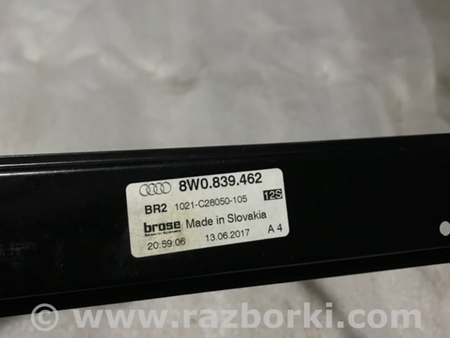 8W0.839.462
BR2 1021-C28050-105 12S
brose Made in Slovakia
20:59:06 13.06.2017 A 4
© www.razborki.com